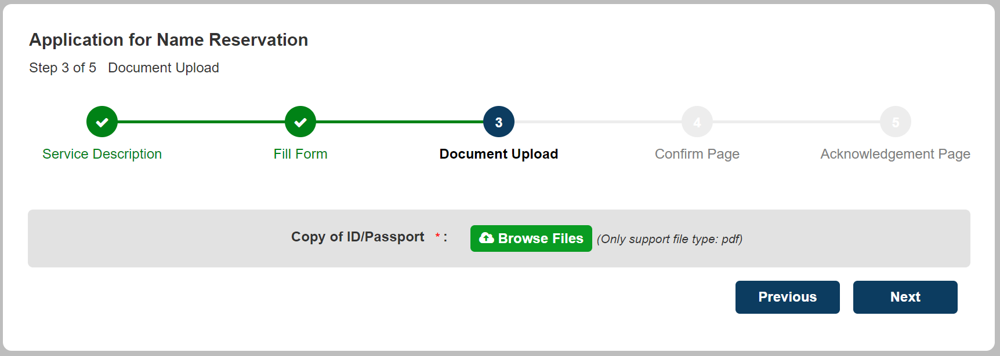 Application for Name Reservation
Step 3 of 5 Document Upload
3 4 5
Service Description Fill Form Document Upload Confirm Page Acknowledgement Page
Copy of ID/Passport * : Browse Files (Only support file type: pdf)
Previous Next